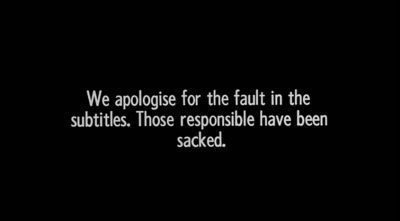 We apologise for the fault in the
subtitles. Those responsible have been
sacked.